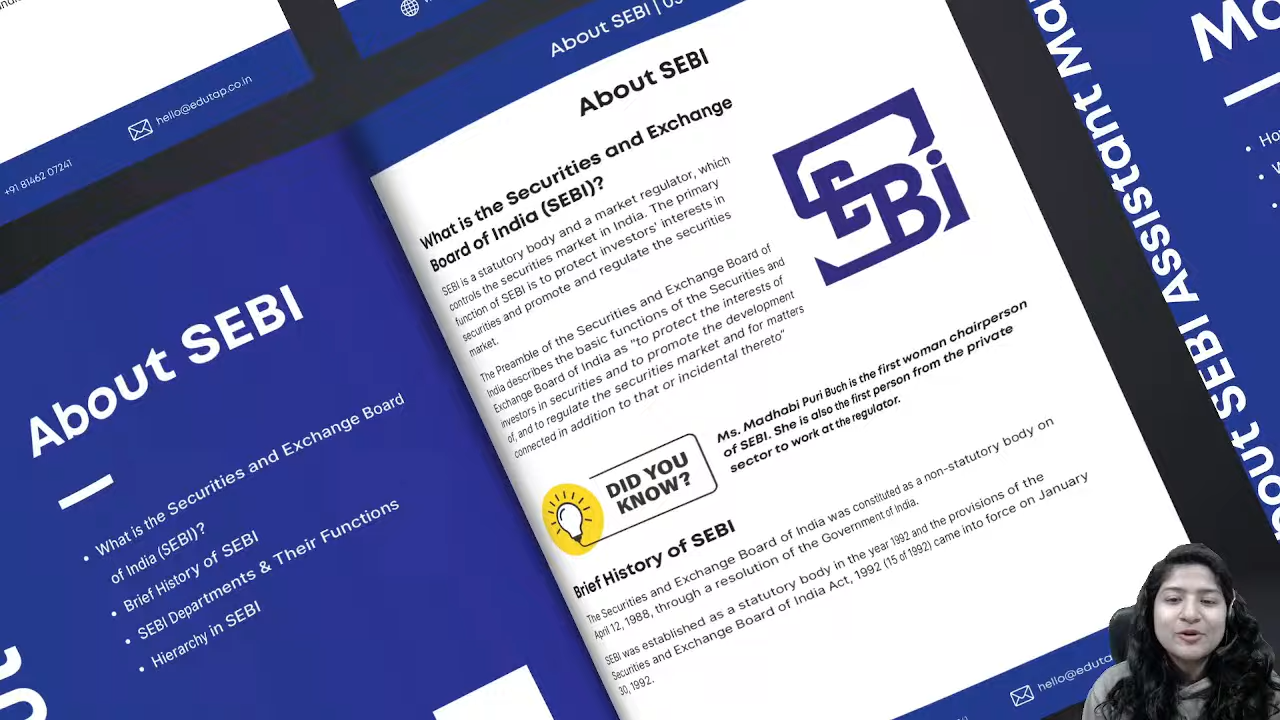 hello@edutap.co.in
+91 81462 07241
About SEBI
What is the Securities and Exchange Board
of India (SEBI)?
Brief History of SEBI
SEBI Departments & Their Functions
Hierarchy in SEBI
About SEBI |
About SEBI
What is the Securities and Exchange
Board of India (SEBI)?
SEBI is a statutory body and a market regulator, which
controls the securities market in India. The primary
function of SEBI is to protect investors' interests in
securities and promote and regulate the securities
market.
The Preamble of the Securities and Exchange Board of
India describes the basic functions of the Securities and
Exchange Board of India as "to protect the interests of
investors in securities and to promote the development
of, and to regulate the securities market and for matters
connected in addition to that or incidental thereto"
SEBi
DID YOU
KNOW?
Ms. Madhabi Puri Buch is the first woman chairperson
of SEBI. She is also the first person from the private
sector to work at the regulator.
Brief History of SEBI
The Securities and Exchange Board of India was constituted as a non-statutory body on
April 12, 1988, through a resolution of the Government of India.
SEBI was established as a statutory body in the year 1992 and the provisions of the
Securities and Exchange Board of India Act, 1992 (15 of 1992) came into force on January
30, 1992.
hello@eduta
out SEBI Assistant Ma